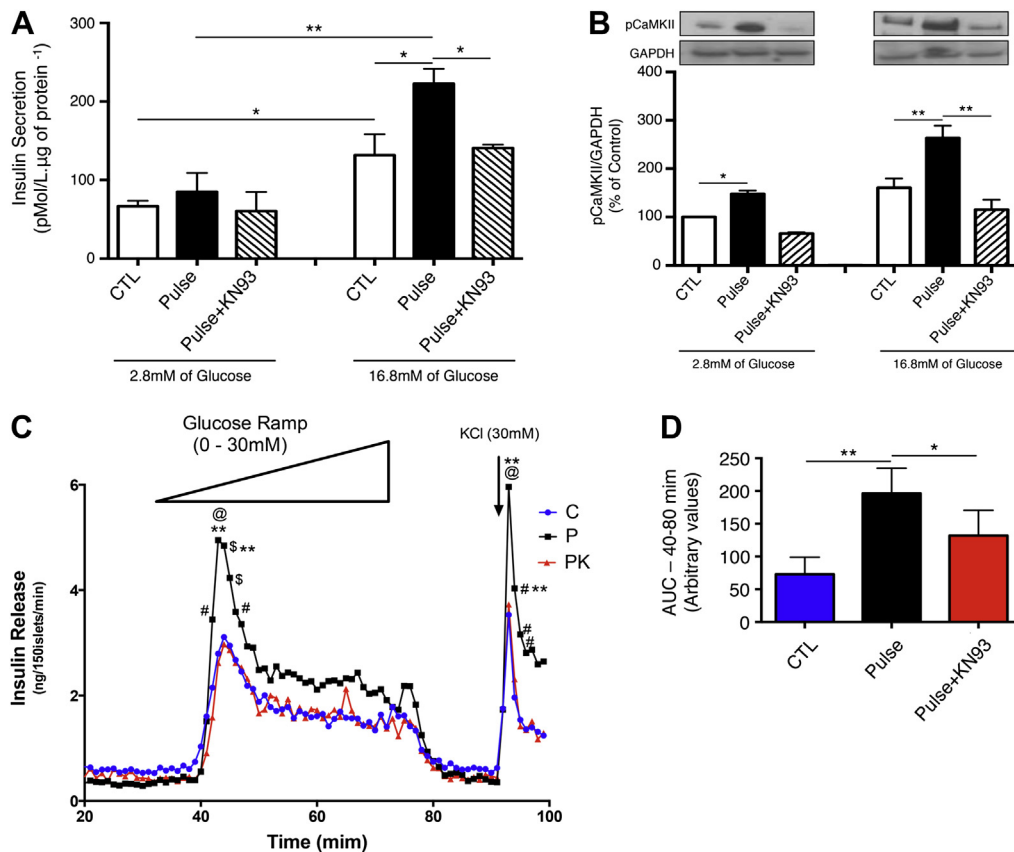 A
Insulin Secretion
(pMol/L.µg of protein ⁻¹)
300
200
100
0
**
*
*
*
CTL
Pulse
Pulse+KN93
CTL
Pulse
Pulse+KN93
2.8mM of Glucose
16.8mM of Glucose
B
pCaMKII
GAPDH
pCaMKII/GAPDH
(% of Control)
400
300
200
100
0
*
**
**
CTL
Pulse
Pulse+KN93
CTL
Pulse
Pulse+KN93
2.8mM of Glucose
16.8mM of Glucose
C
Glucose Ramp
(0 - 30mM)
KCl (30mM)
Insulin Release
(ng/150islets/min)
6
4
2
0
@
**
$ **
$
#
#
**
@
# **
#
#
C
P
PK
20
40
60
80
100
Time (mim)
D
AUC – 40-80 mim
(Arbitrary values)
250
200
150
100
50
0
**
*
CTL
Pulse
Pulse+KN93